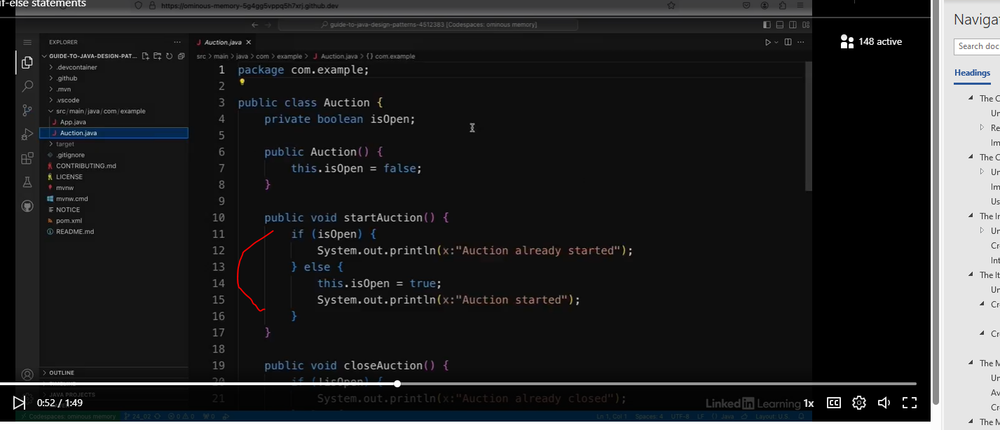 if-else statements
https://ominous-memory-5g4gg5vppq5h7xrj.github.dev
guide-to-java-design-patterns-4512383 [Codespaces: ominous memory]
148 active
EXPLORER
GUIDE-TO-JAVA-DESIGN-PAT...
.devcontainer
.github
.mvn
.vscode
src/main/java/com/example
App.java
Auction.java
target
.gitignore
CONTRIBUTING.md
LICENSE
mvnw
mvnw.cmd
NOTICE
pom.xml
README.md
OUTLINE
TIMELINE
JAVA PROJECTS
Auction.java
src > main > java > com > example > Auction.java > {} com.example
1 package com.example;
2
3 public class Auction {
4 private boolean isOpen;
5
6 public Auction() {
7 this.isOpen = false;
8 }
9
10 public void startAuction() {
11 if (isOpen) {
12 System.out.println(x:"Auction already started");
13 } else {
14 this.isOpen = true;
15 System.out.println(x:"Auction started");
16 }
17 }
18
19 public void closeAuction() {
20 if (!isOpen) {
21 System.out.println(x:"Auction already closed");
0:52 / 1:49
LinkedIn Learning
1x
CC
Codespaces: ominous memory 24_02 0 0 0
Ln 1, Col 1 Spaces: 4 UTF-8 LF {} Java Layout: U.S.
Naviga
Search doc
Headings
The C
Un
Re
Im
The C
Un
Im
Us
The In
Un
Cr
Int
The It
Un
Cr
Cr
The M
Un
Av
Cr
The M